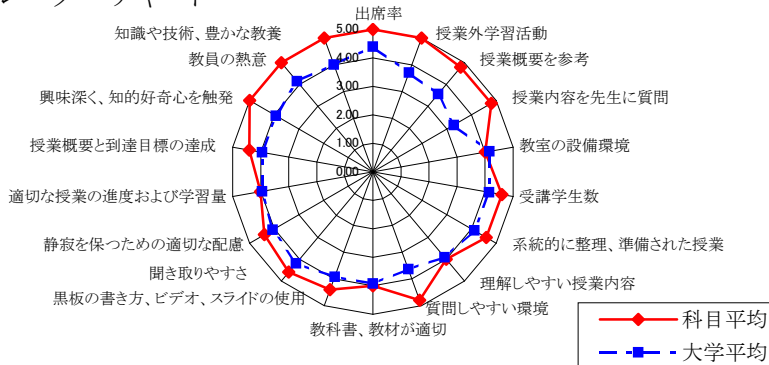 出席率
授業外学習活動
授業概要を参考
授業内容を先生に質問
教室の設備環境
受講学生数
系統的に整理、準備された授業
理解しやすい授業内容
質問しやすい環境
教科書、教材が適切
黒板の書き方、ビデオ、スライドの使用
聞き取りやすさ
静寂を保つための適切な配慮
適切な授業の進度および学習量
授業概要と到達目標の達成
興味深く、知的好奇心を触発
教員の熱意
知識や技術、豊かな教養
5.00
4.00
3.00
2.00
1.00
0.00
科目平均
大学平均